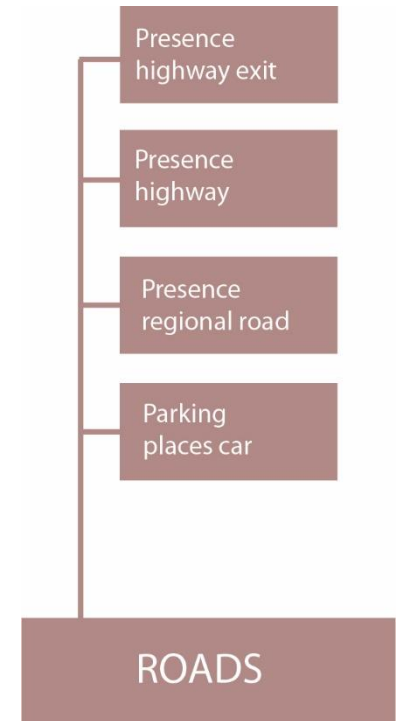 Presence
highway exit
Presence
highway
Presence
regional road
Parking
places car
ROADS